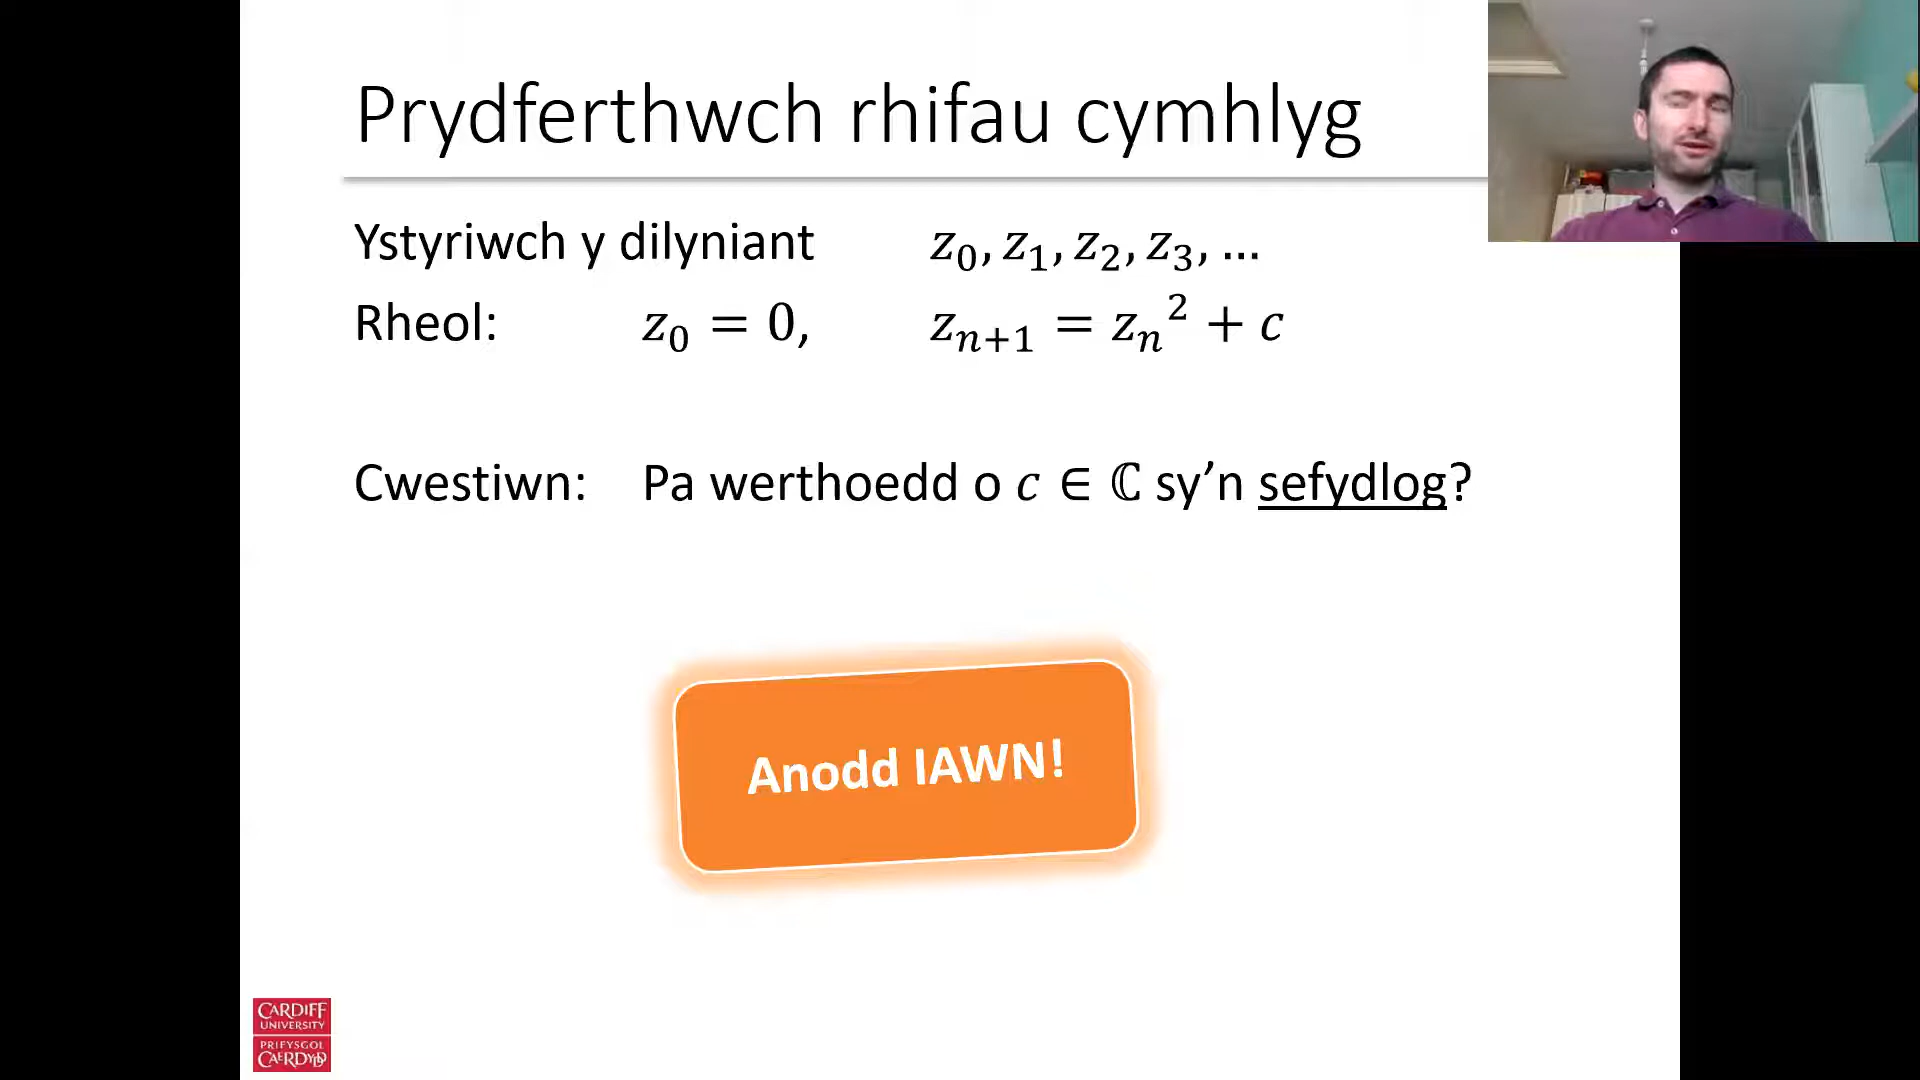 Prydferthwch rhifau cymhlyg
Ystyriwch y dilyniant z₀, z₁, z₂, z₃, …
Rheol: z₀ = 0, zₙ₊₁ = zₙ² + c
Cwestiwn: Pa werthoedd o c ∈ ℂ sy’n sefydlog?
Anodd IAWN!
CARDIFF
UNIVERSITY
PRIFYSGOL
CAERDYDD